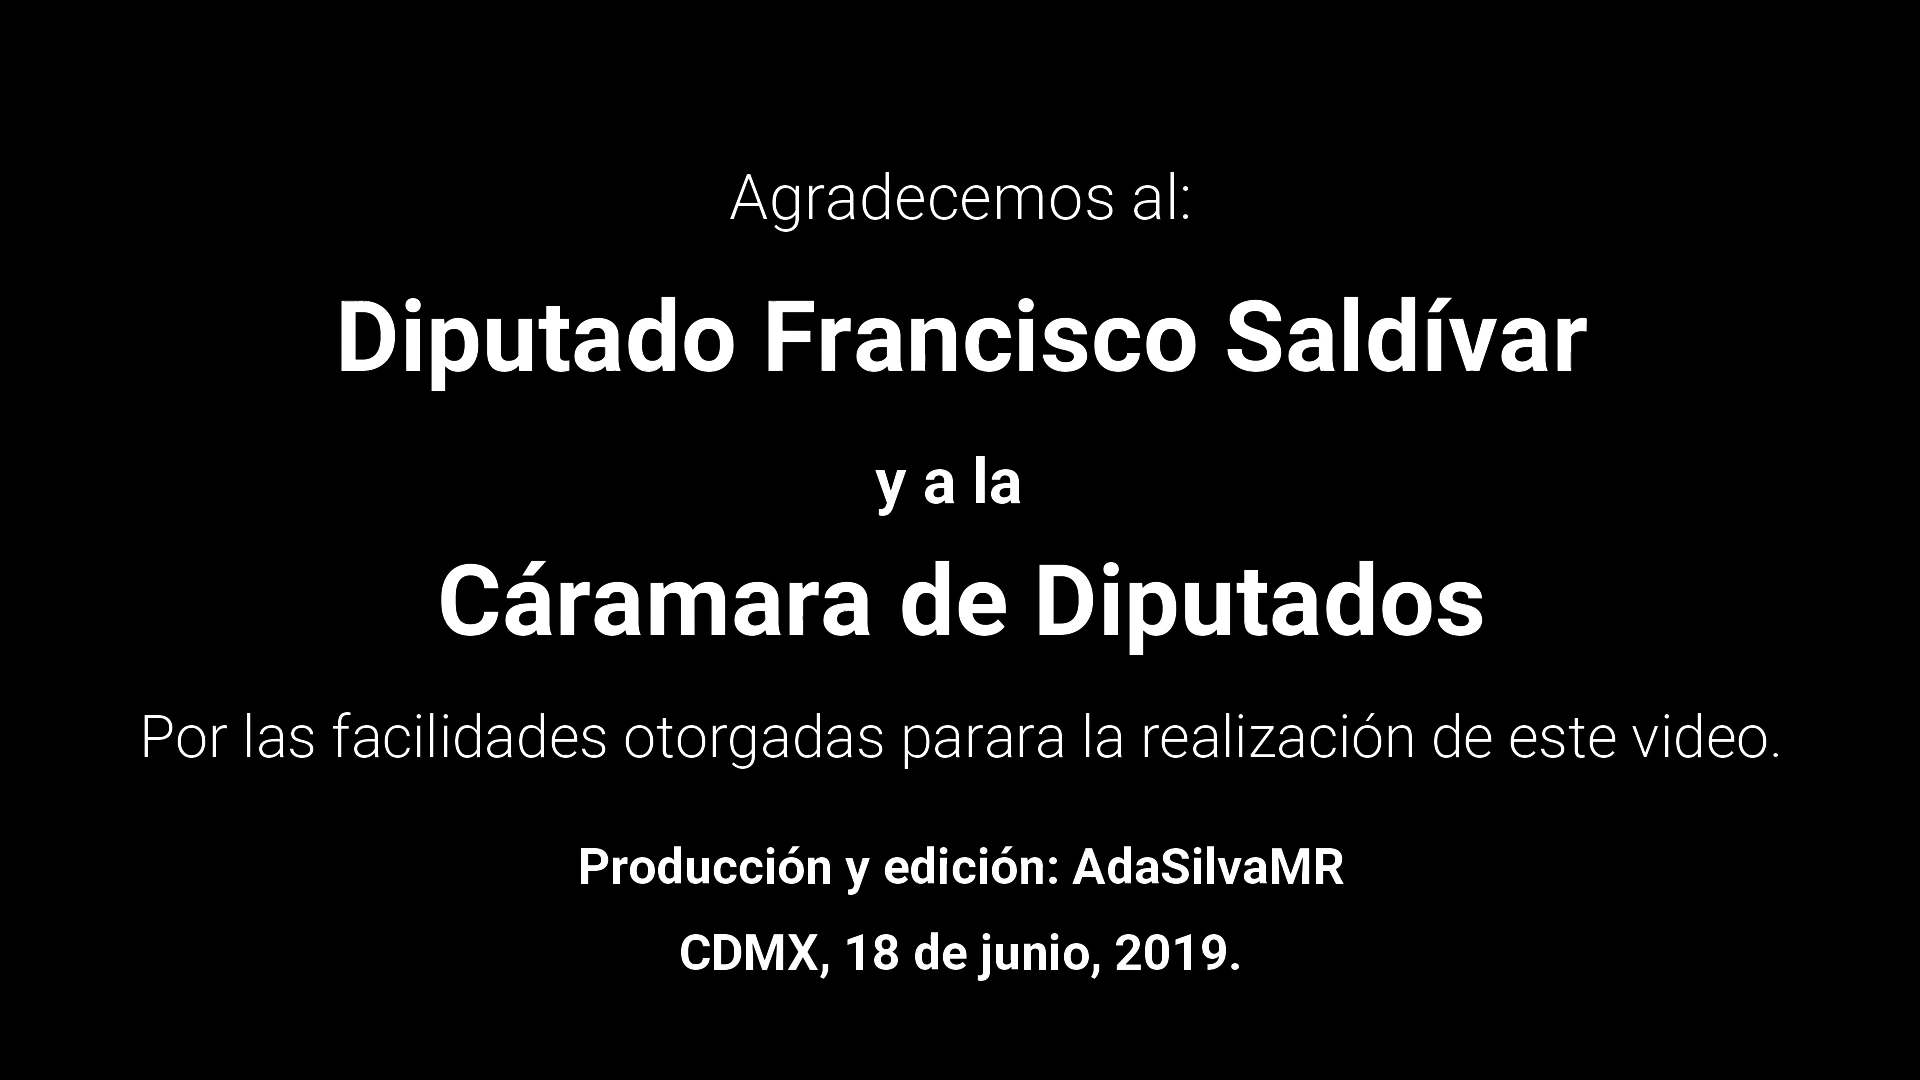 Agradecemos al:
Diputado Francisco Saldívar
y a la
Cáramara de Diputados
Por las facilidades otorgadas parara la realización de este video.
Producción y edición: AdaSilvaMR
CDMX, 18 de junio, 2019.